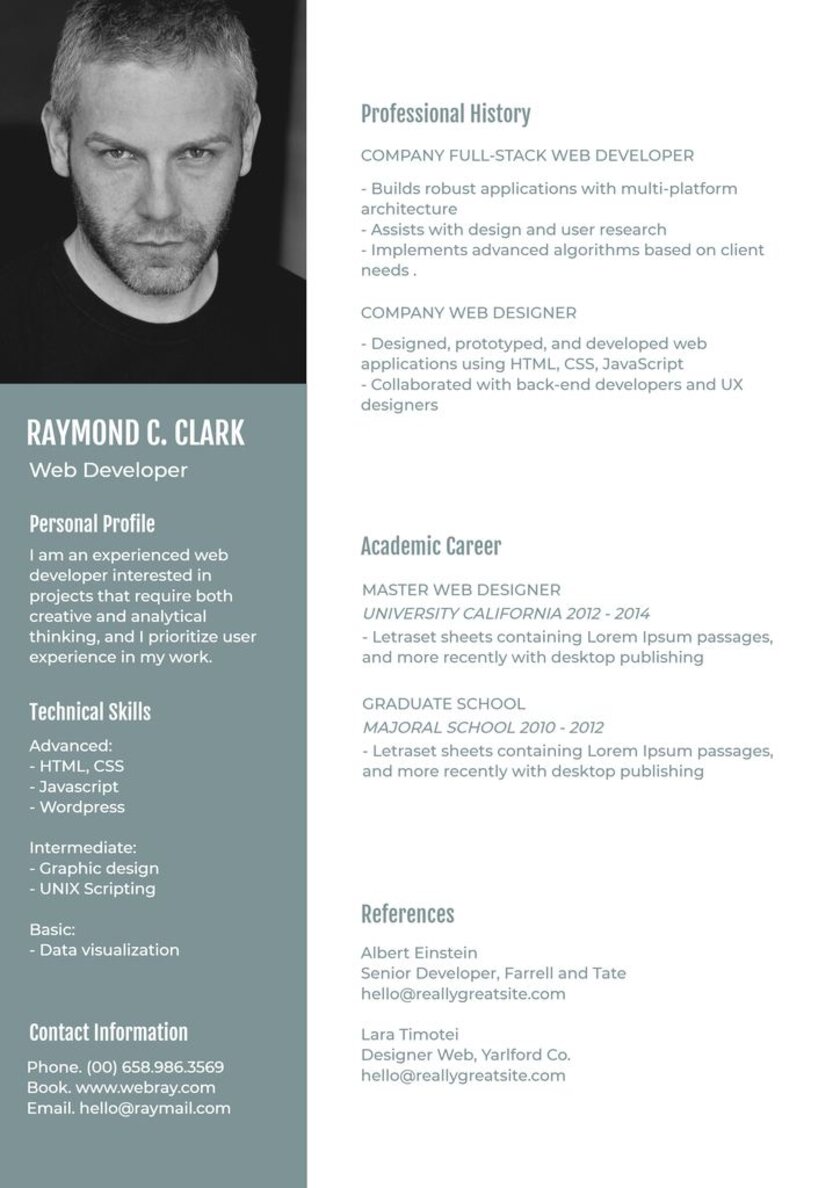 RAYMOND C. CLARK
Web Developer
Personal Profile
I am an experienced web
developer interested in
projects that require both
creative and analytical
thinking, and I prioritize user
experience in my work.
Technical Skills
Advanced:
- HTML, CSS
- Javascript
- Wordpress
Intermediate:
- Graphic design
- UNIX Scripting
Basic:
- Data visualization
Contact Information
Phone. (00) 658.986.3569
Book. www.webray.com
Email. hello@raymail.com
Professional History
COMPANY FULL-STACK WEB DEVELOPER
- Builds robust applications with multi-platform
architecture
- Assists with design and user research
- Implements advanced algorithms based on client
needs .
COMPANY WEB DESIGNER
- Designed, prototyped, and developed web
applications using HTML, CSS, JavaScript
- Collaborated with back-end developers and UX
designers
Academic Career
MASTER WEB DESIGNER
UNIVERSITY CALIFORNIA 2012 - 2014
- Letraset sheets containing Lorem Ipsum passages,
and more recently with desktop publishing
GRADUATE SCHOOL
MAJORAL SCHOOL 2010 - 2012
- Letraset sheets containing Lorem Ipsum passages,
and more recently with desktop publishing
References
Albert Einstein
Senior Developer, Farrell and Tate
hello@reallygreatsite.com
Lara Timotei
Designer Web, Yarlford Co.
hello@reallygreatsite.com